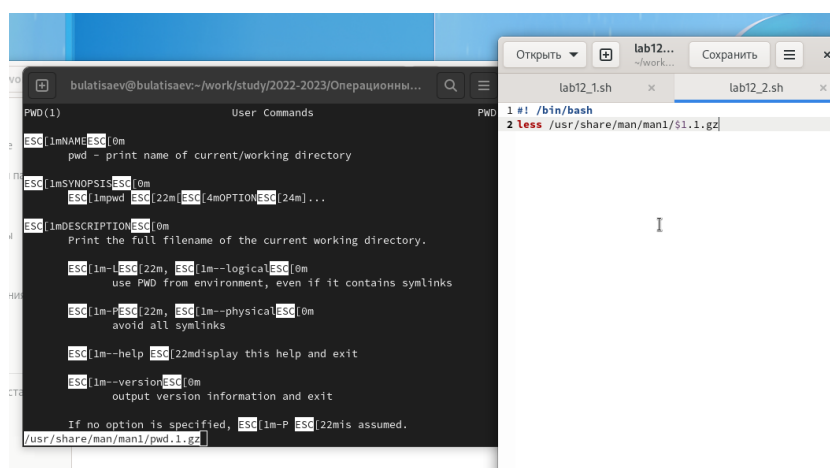 bulatisaev@bulatisaev:~/work/study/2022-2023/Операционны...
PWD(1) User Commands PWD
ESC[1mNAMEESC[0m
pwd - print name of current/working directory
ESC[1mSYNOPSISESC[0m
ESC[1mpwd ESC[22m[ESC[4mOPTIONESC[24m]...
ESC[1mDESCRIPTIONESC[0m
Print the full filename of the current working directory.
ESC[1m-LESC[22m, ESC[1m--logicalESC[0m
use PWD from environment, even if it contains symlinks
ESC[1m-PESC[22m, ESC[1m--physicalESC[0m
avoid all symlinks
ESC[1m--help ESC[22mdisplay this help and exit
ESC[1m--versionESC[0m
output version information and exit
If no option is specified, ESC[1m-P ESC[22mis assumed.
/usr/share/man/man1/pwd.1.gz
Открыть lab12... Сохранить
~/work...
lab12_1.sh × lab12_2.sh ×
1 #! /bin/bash
2 less /usr/share/man/man1/$1.1.gz